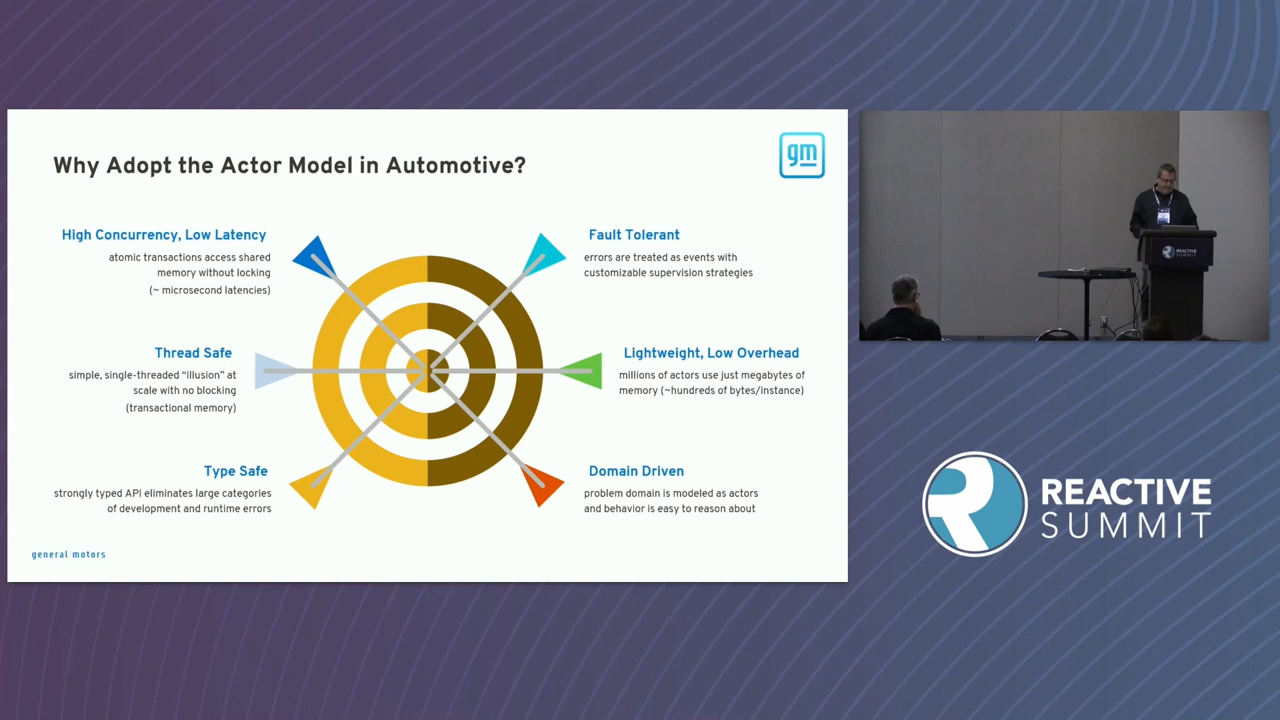 Why Adopt the Actor Model in Automotive?
gm
High Concurrency, Low Latency
atomic transactions access shared
memory without locking
(~ microsecond latencies)
Fault Tolerant
errors are treated as events with
customizable supervision strategies
Thread Safe
simple, single-threaded “illusion” at
scale with no blocking
(transactional memory)
Lightweight, Low Overhead
millions of actors use just megabytes of
memory (~hundreds of bytes/instance)
Type Safe
strongly typed API eliminates large categories
of development and runtime errors
Domain Driven
problem domain is modeled as actors
and behavior is easy to reason about
general motors
REACTIVE
SUMMIT
REACTIVE
SUMMIT